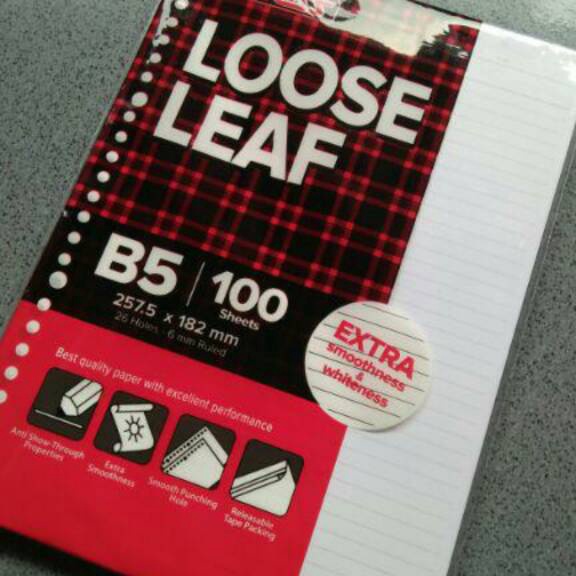 LOOSE
LEAF
B5 | 100
Sheets
257.5 x 182 mm
26 Holes . 6 mm Ruled
EXTRA
smoothness
&
whiteness
Best quality paper with excellent performance
Anti Show-Through
Properties
Extra
Smoothness
Smooth Punching
Hole
Releasable
Tape Packing